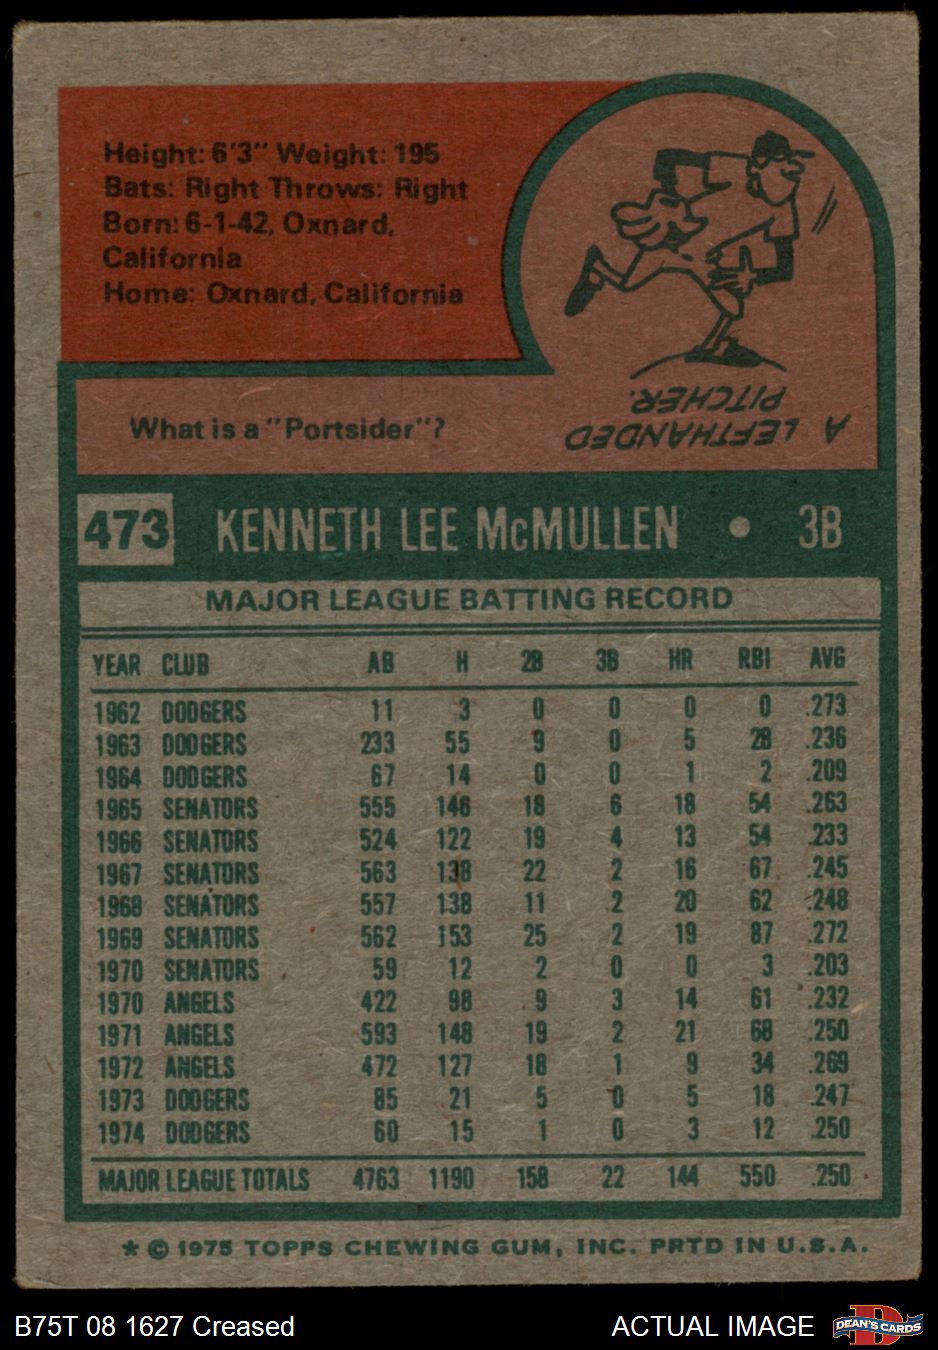 Height: 6'3" Weight: 195
Bats: Right Throws: Right
Born: 6-1-42, Oxnard,
California
Home: Oxnard, California
What is a "Portsider"?
A LEFTHANDED
PITCHER.
473 KENNETH LEE McMULLEN • 3B
MAJOR LEAGUE BATTING RECORD
YEAR CLUB AB H 2B 3B HR RBI AVG
1962 DODGERS 11 3 0 0 0 0 .273
1963 DODGERS 233 55 9 0 5 28 .236
1964 DODGERS 67 14 0 0 1 2 .209
1965 SENATORS 555 146 18 6 18 54 .263
1966 SENATORS 524 122 19 4 13 54 .233
1967 SENATORS 563 138 22 2 16 67 .245
1968 SENATORS 557 138 11 2 20 62 .248
1969 SENATORS 562 153 25 2 19 87 .272
1970 SENATORS 59 12 2 0 0 3 .203
1970 ANGELS 422 98 9 3 14 61 .232
1971 ANGELS 593 148 19 2 21 68 .250
1972 ANGELS 472 127 18 1 9 34 .269
1973 DODGERS 85 21 5 0 5 18 .247
1974 DODGERS 60 15 1 0 3 12 .250
MAJOR LEAGUE TOTALS 4763 1190 158 22 144 550 .250
* © 1975 TOPPS CHEWING GUM, INC. PRTD IN U.S.A.
B75T 08 1627 Creased ACTUAL IMAGE DEAN'S CARDS